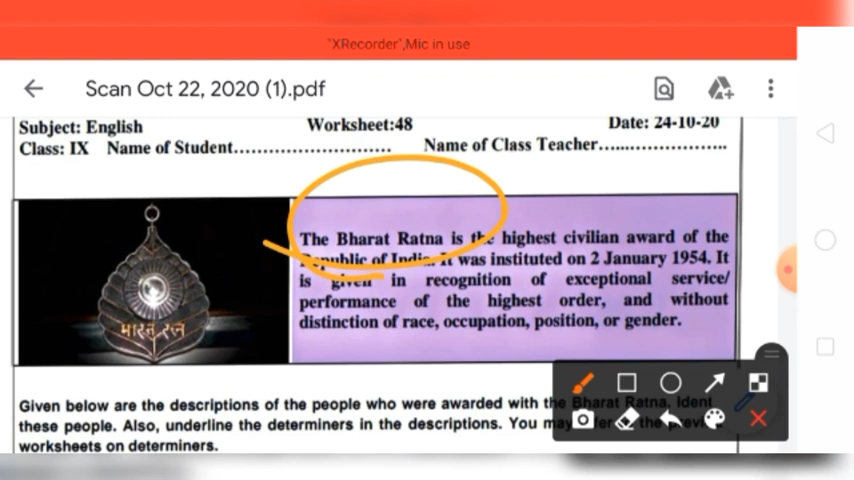 "XRecorder",Mic in use
Scan Oct 22, 2020 (1).pdf
Subject: English Worksheet:48 Date: 24-10-20
Class: IX Name of Student.............................. Name of Class Teacher........................
भारत रत्न
The Bharat Ratna is the highest civilian award of the
Republic of India. It was instituted on 2 January 1954. It
is given in recognition of exceptional service/
performance of the highest order, and without
distinction of race, occupation, position, or gender.
Given below are the descriptions of the people who were awarded with the Bharat Ratna. Ident
these people. Also, underline the determiners in the descriptions. You may refer the
worksheets on determiners.